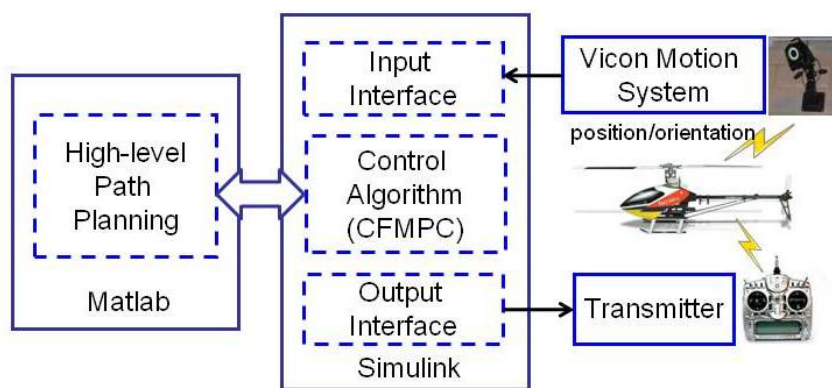 High-level
Path
Planning
Matlab
Input
Interface
Control
Algorithm
(CFMPC)
Output
Interface
Simulink
Vicon Motion
System
position/orientation
Transmitter